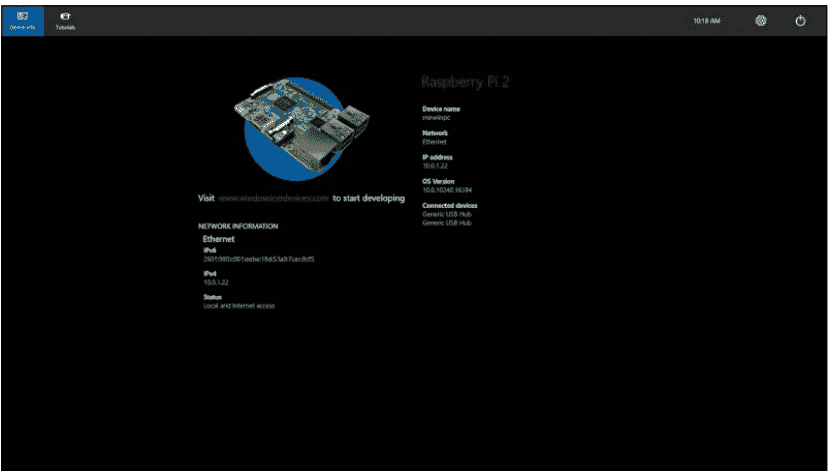 Device info
Tutorials
10:18 AM
Raspberry Pi 2
Device name
minwinpc
Network
Ethernet
IP address
10.0.1.22
OS Version
10.0.10240.16384
Connected devices
Generic USB Hub
Generic USB Hub
Visit www.windowsondevices.com to start developing
NETWORK INFORMATION
Ethernet
IPv6
IPv4
10.0.1.22
Status
Local and Internet access